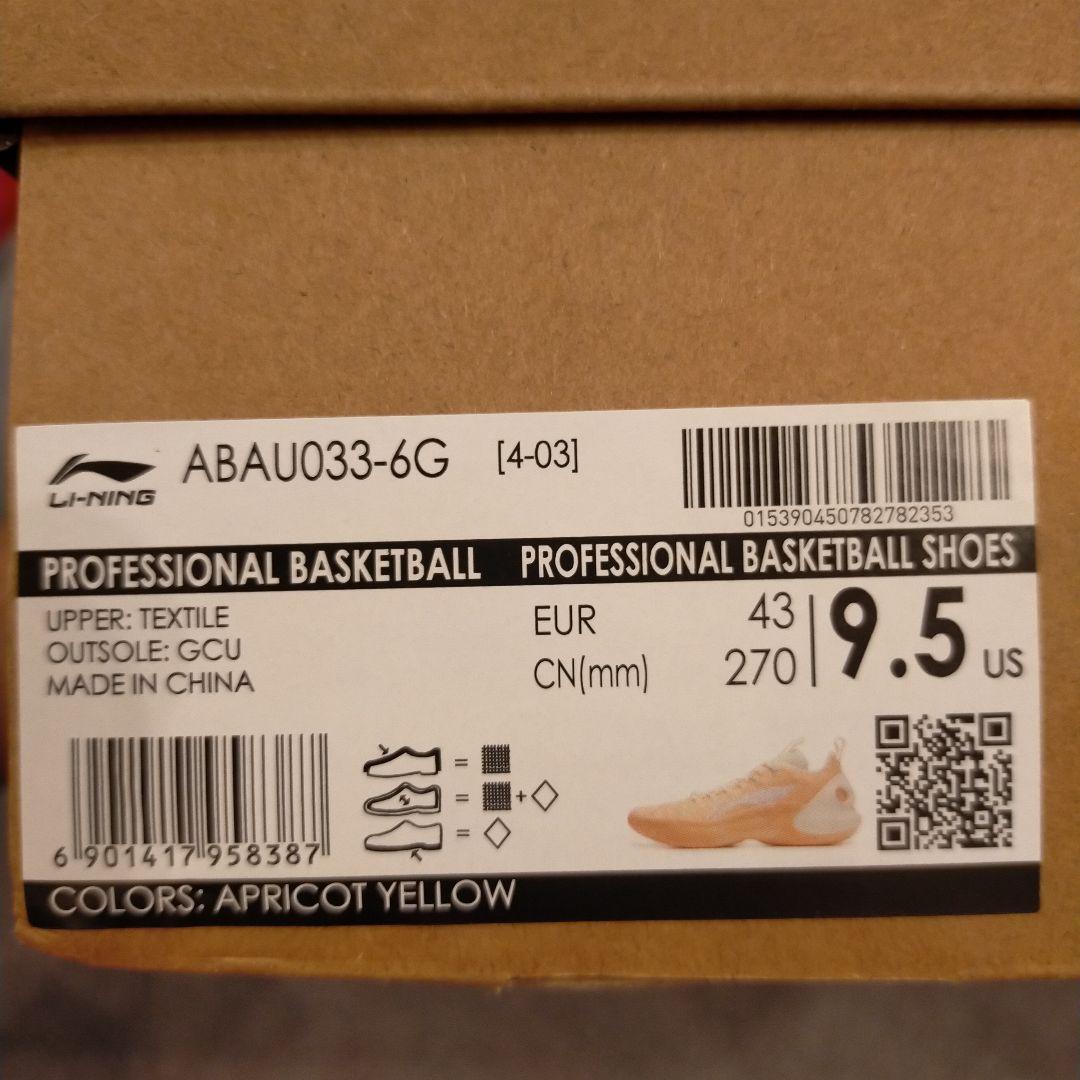 LI-NING
ABAU033-6G [4-03]
015390450782782353
PROFESSIONAL BASKETBALL PROFESSIONAL BASKETBALL SHOES
UPPER: TEXTILE
OUTSOLE: GCU
MADE IN CHINA
EUR 43
CN(mm) 270
9.5 US
= 
= +
=
6 901417 958387
COLORS: APRICOT YELLOW